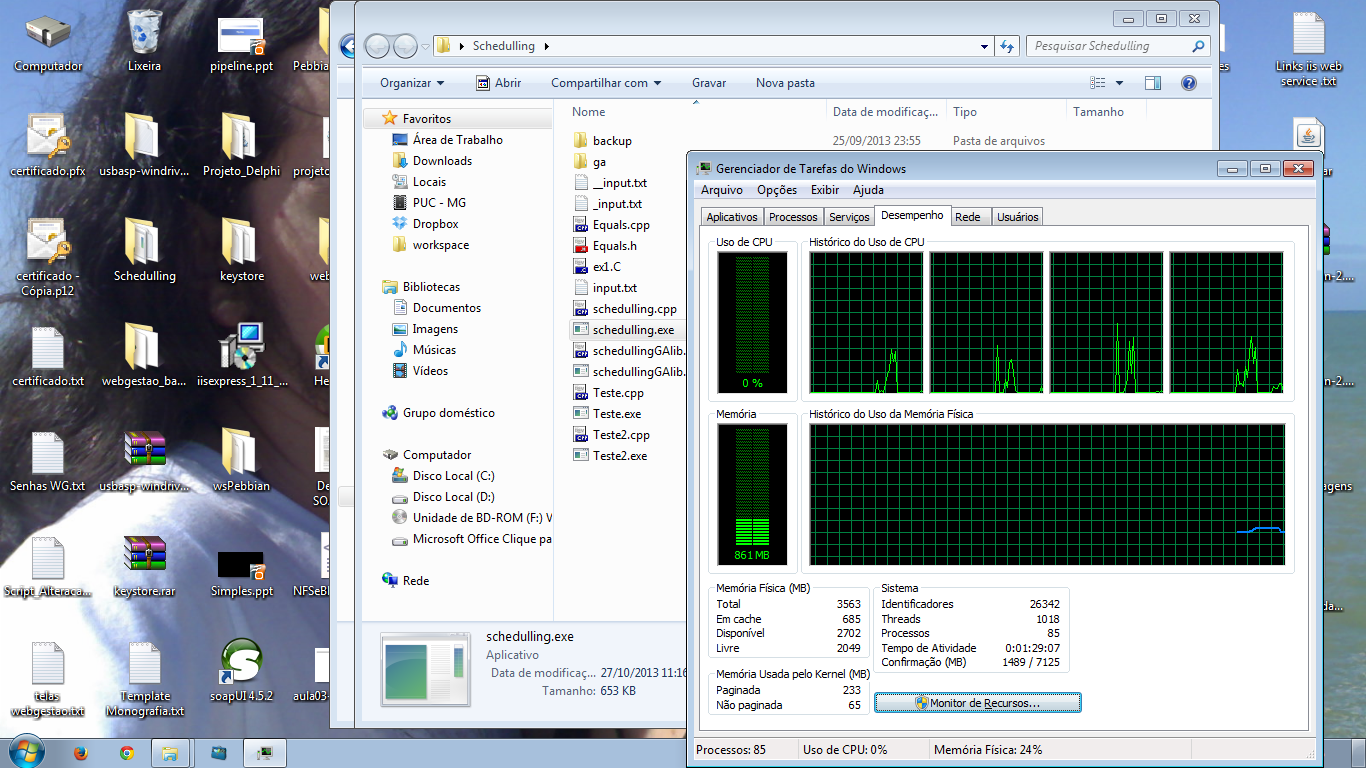 Computador
Lixeira
pipeline.ppt
certificado.pfx
usbasp-windriv...
Projeto_Delphi
certificado -
Cópia.p12
Schedulling
keystore
certificado.txt
webgestao_ba...
iisexpress_1_11_...
Senhas WG.txt
usbasp-windriv...
wsPebbian
Script_Alteraca...
keystore.rar
Simples.ppt
telas
webgestao.txt
Template
Monografia.txt
soapUI 4.5.2
Links iis web
service .txt
Schedulling
Pesquisar Schedulling
Organizar
Abrir
Compartilhar com
Gravar
Nova pasta
Favoritos
Área de Trabalho
Downloads
Locais
PUC - MG
Dropbox
workspace
Bibliotecas
Documentos
Imagens
Músicas
Vídeos
Grupo doméstico
Computador
Disco Local (C:)
Disco Local (D:)
Unidade de BD-ROM (F:) V
Microsoft Office Clique pa
Rede
Nome
Data de modificaç...
Tipo
Tamanho
backup
25/09/2013 23:55
Pasta de arquivos
ga
__input.txt
_input.txt
Equals.cpp
Equals.h
ex1.C
input.txt
schedulling.cpp
schedulling.exe
schedullingGAlib.
schedullingGAlib.
Teste.cpp
Teste.exe
Teste2.cpp
Teste2.exe
schedulling.exe
Aplicativo
Data de modificaç... 27/10/2013 11:16
Tamanho: 653 KB
Gerenciador de Tarefas do Windows
Arquivo Opções Exibir Ajuda
Aplicativos Processos Serviços Desempenho Rede Usuários
Uso de CPU
Histórico do Uso de CPU
0 %
Memória
Histórico do Uso da Memória Física
861 MB
Memória Física (MB)
Total 3563
Em cache 685
Disponível 2702
Livre 2049
Memória Usada pelo Kernel (MB)
Paginada 233
Não paginada 65
Sistema
Identificadores 26342
Threads 1018
Processos 85
Tempo de Atividade 0:01:29:07
Confirmação (MB) 1489 / 7125
Monitor de Recursos...
Processos: 85
Uso de CPU: 0%
Memória Física: 24%